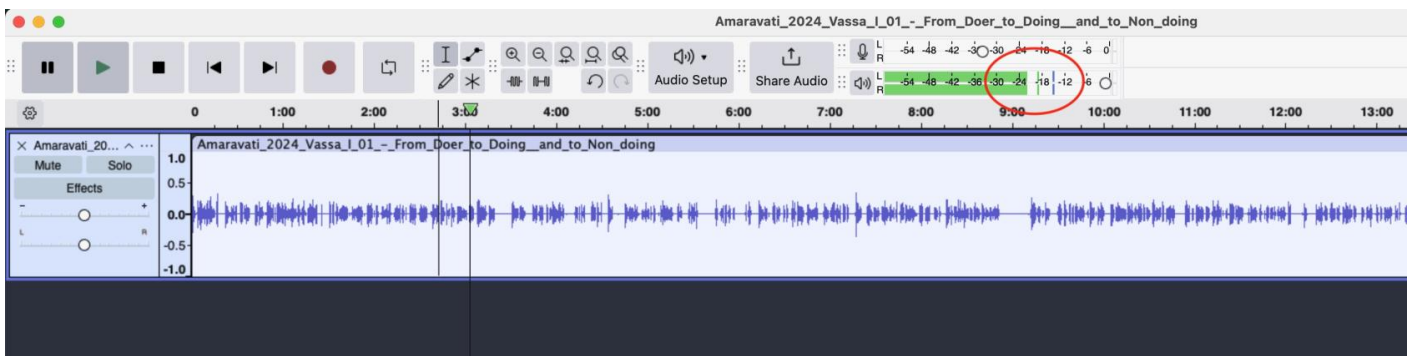 Amaravati_2024_Vassa_I_01_-_From_Doer_to_Doing__and_to_Non_doing
L R -54 -48 -42 -30 -24 -18 -12 -6 0
Audio Setup Share Audio
L R -54 -48 -42 -36 -30 -24 -18 -12 -6
0 1:00 2:00 3:00 4:00 5:00 6:00 7:00 8:00 9:00 10:00 11:00 12:00 13:00
Amaravati_20... Amaravati_2024_Vassa_I_01_-_From_Doer_to_Doing__and_to_Non_doing
Mute Solo
Effects
- +
L R
1.0
0.5
0.0
-0.5
-1.0